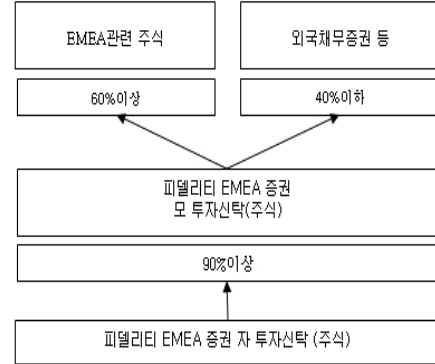 EMEA관련 주식
외국채무증권 등
60%이상
40%이하
피델리티 EMEA 증권
모 투자신탁(주식)
90%이상
피델리티 EMEA 증권 자 투자신탁 (주식)